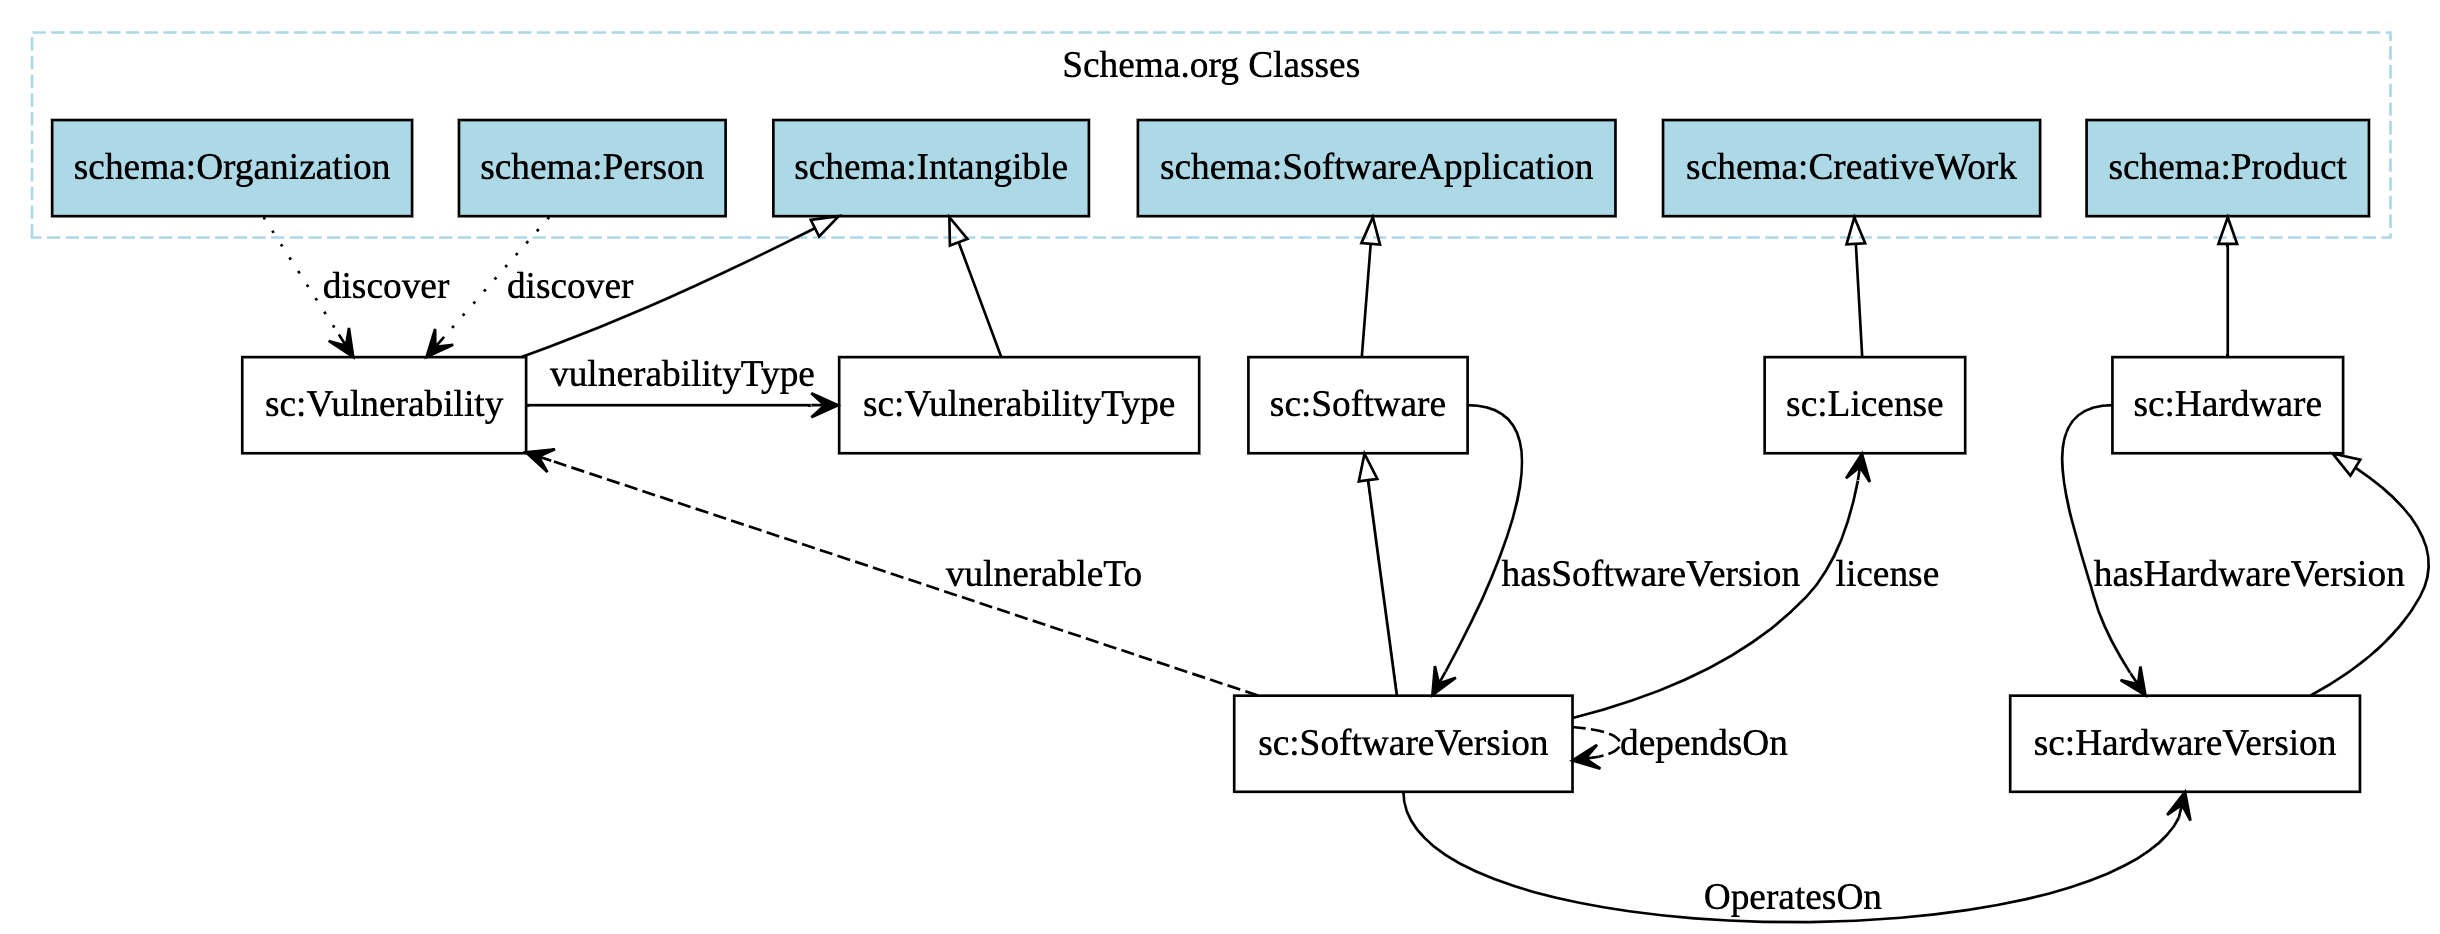 Schema.org Classes
schema:Organization
schema:Person
schema:Intangible
schema:SoftwareApplication
schema:CreativeWork
schema:Product
discover
discover
vulnerabilityType
sc:Vulnerability
sc:VulnerabilityType
sc:Software
sc:License
sc:Hardware
vulnerableTo
hasSoftwareVersion
license
hasHardwareVersion
sc:SoftwareVersion
dependsOn
sc:HardwareVersion
OperatesOn